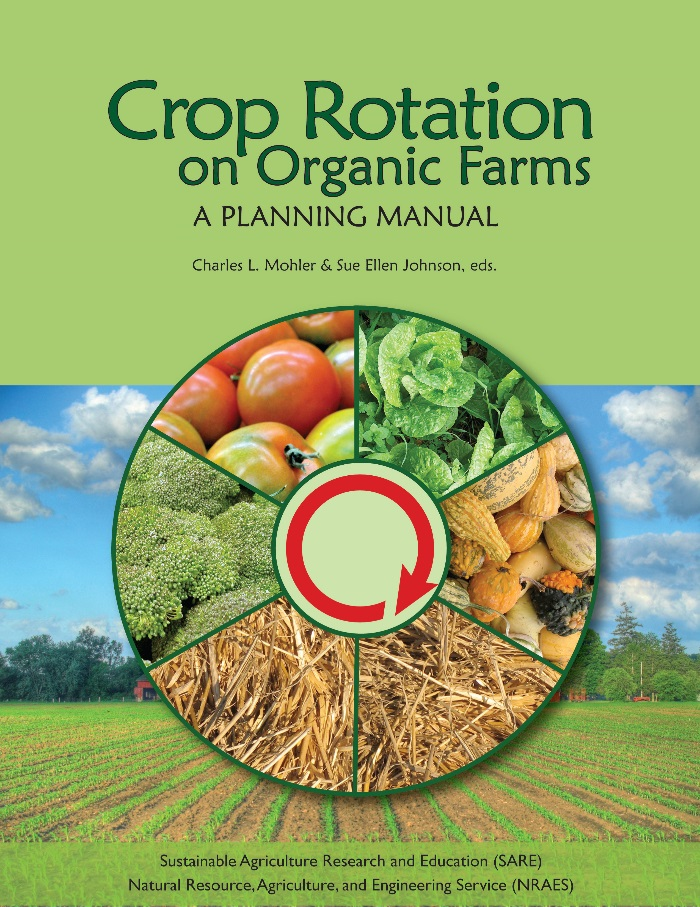 Crop Rotation
on Organic Farms
A PLANNING MANUAL
Charles L. Mohler & Sue Ellen Johnson, eds.
Sustainable Agriculture Research and Education (SARE)
Natural Resource, Agriculture, and Engineering Service (NRAES)